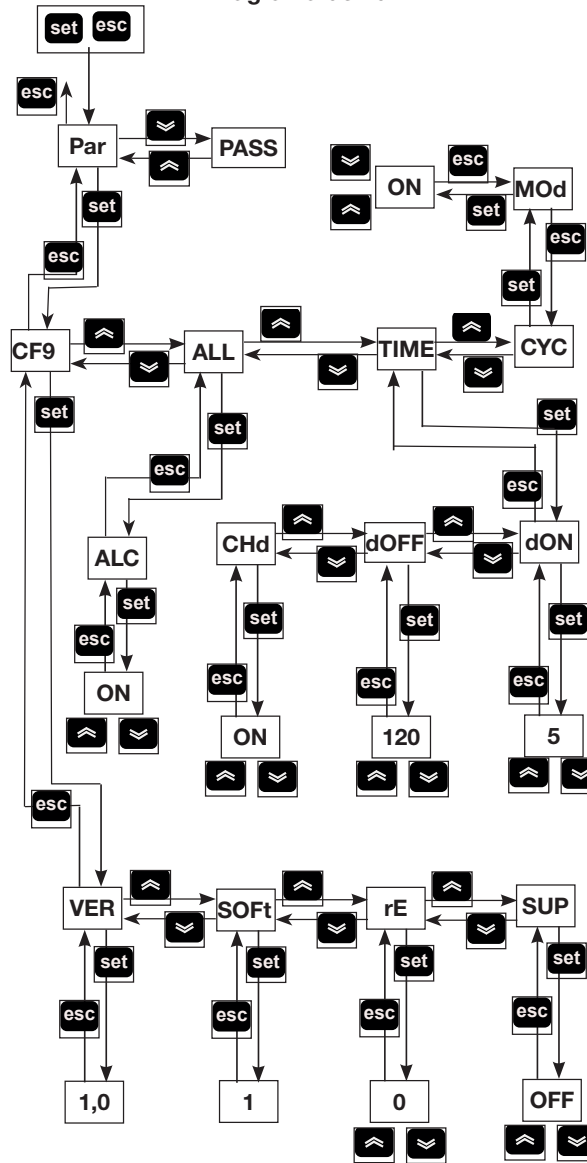 set esc
esc
Par
PASS
set
esc
ON
esc
MOd
set
esc
set
CF9
ALL
TIME
CYC
set
set
set
esc
esc
CHd
dOFF
dON
ALC
set
set
set
set
esc
esc
esc
esc
ON
ON
120
5
esc
VER
SOFt
rE
SUP
set
set
set
set
esc
esc
esc
esc
1,0
1
0
OFF